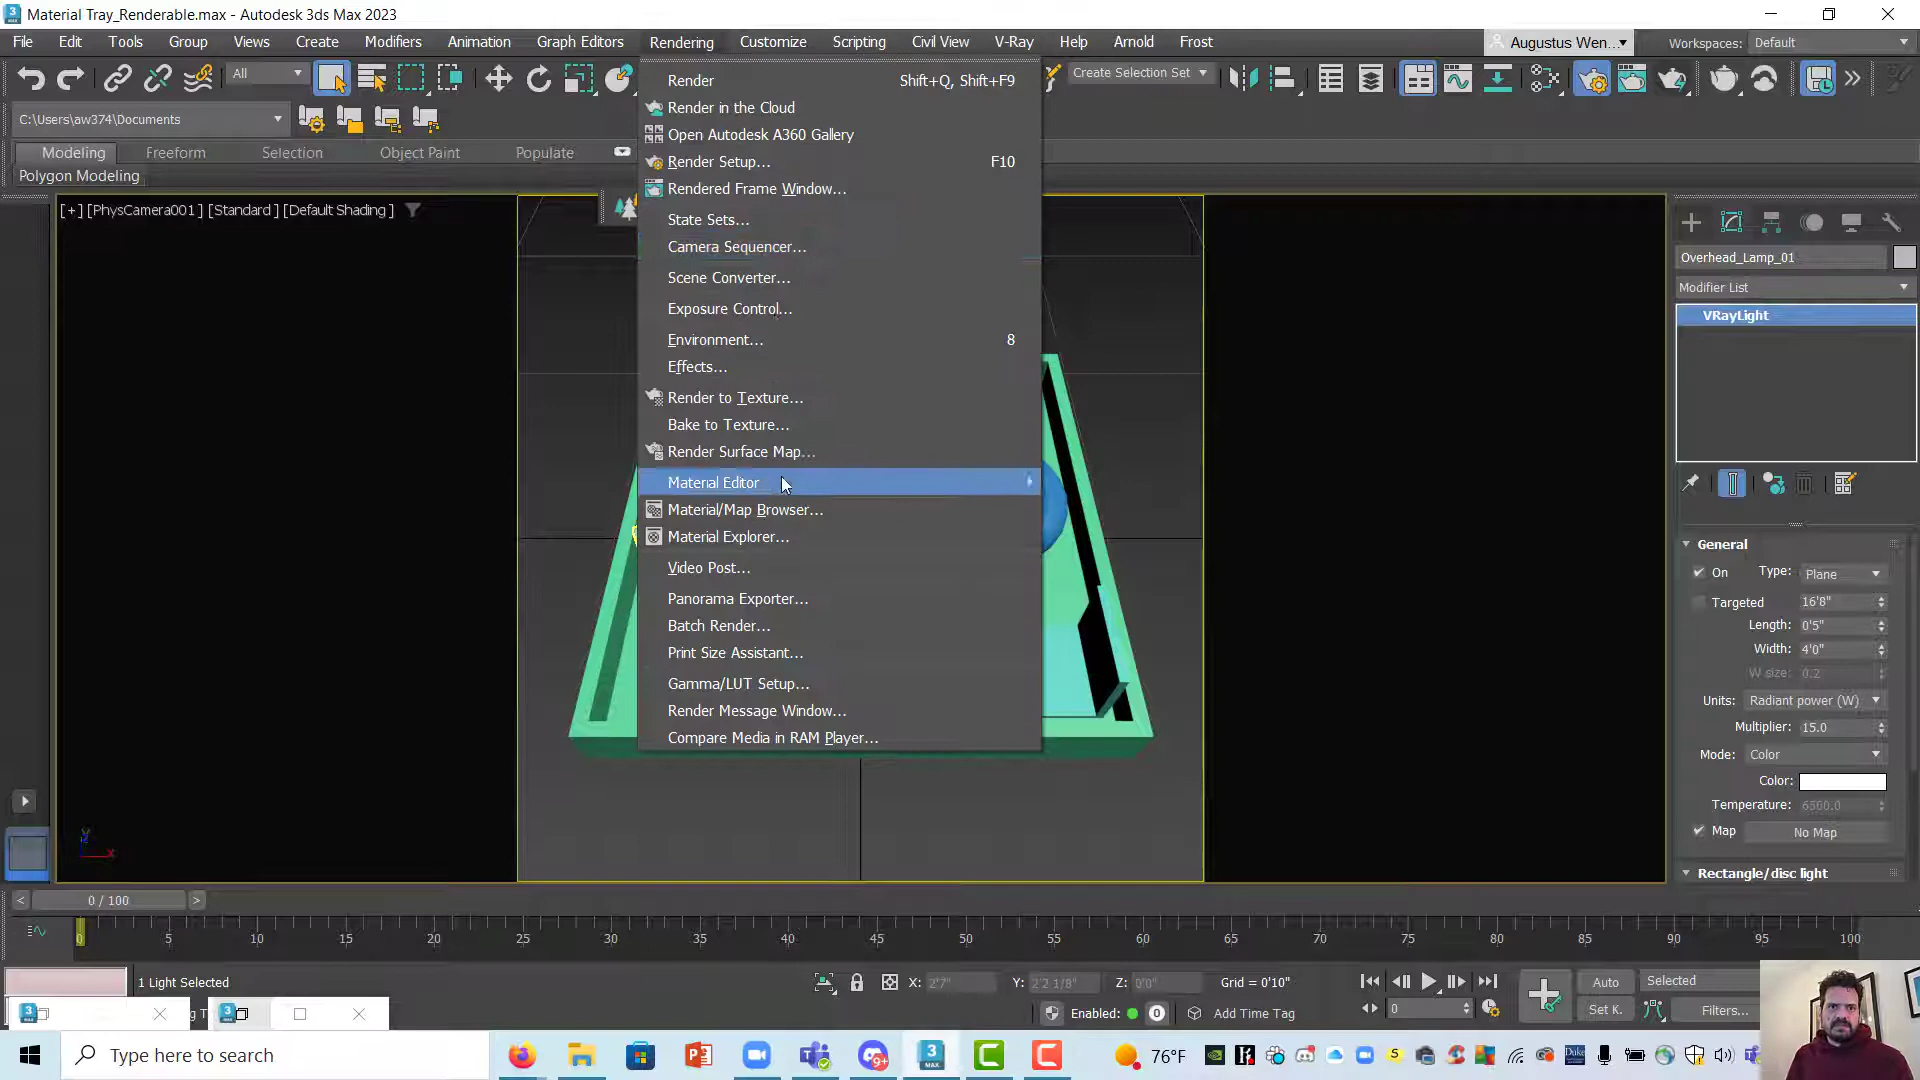 Material Tray_Renderable.max - Autodesk 3ds Max 2023
File Edit Tools Group Views Create Modifiers Animation Graph Editors Rendering Customize Scripting Civil View V-Ray Help Arnold Frost Augustus Wen... Workspaces: Default
All Create Selection Set
C:\Users\aw374\Documents
Modeling Freeform Selection Object Paint Populate
Polygon Modeling
[+] [PhysCamera001] [Standard] [Default Shading]
Render Shift+Q, Shift+F9
Render in the Cloud
Open Autodesk A360 Gallery
Render Setup... F10
Rendered Frame Window...
State Sets...
Camera Sequencer...
Scene Converter...
Exposure Control...
Environment... 8
Effects...
Render to Texture...
Bake to Texture...
Render Surface Map...
Material Editor
Material/Map Browser...
Material Explorer...
Video Post...
Panorama Exporter...
Batch Render...
Print Size Assistant...
Gamma/LUT Setup...
Render Message Window...
Compare Media in RAM Player...
Overhead_Lamp_01
Modifier List
VRayLight
General
On Type: Plane
Targeted 16'8"
Length: 0'5"
Width: 4'0"
W size: 0.2
Units: Radiant power (W)
Multiplier: 15.0
Mode: Color
Color:
Temperature: 6500.0
Map No Map
Rectangle/disc light
0 / 100
0 5 10 15 20 25 30 35 40 45 50 55 60 65 70 75 80 85 90 95 100
1 Light Selected X: 2'7" Y: 2'2 1/8" Z: 0'0" Grid = 0'10" Auto Selected
Enabled: 0 Add Time Tag 0 Set K. Filters...
Type here to search 76°F